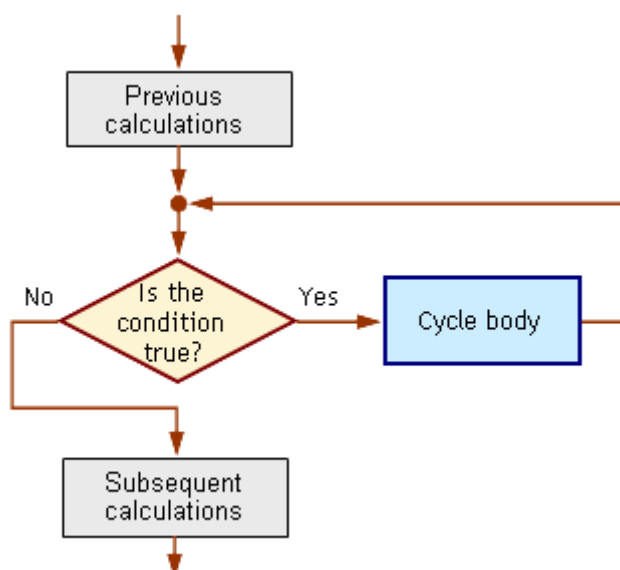 Previous
calculations
No
Is the
condition
true?
Yes
Cycle body
Subsequent
calculations